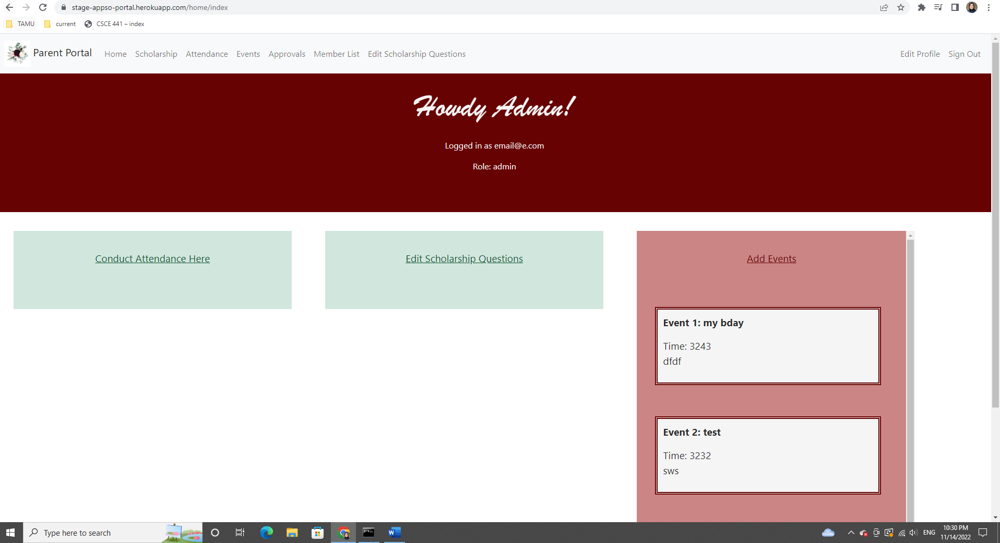 stage-appso-portal.herokuapp.com/home/index
TAMU current CSCE 441 – index
Parent Portal Home Scholarship Attendance Events Approvals Member List Edit Scholarship Questions Edit Profile Sign Out
Howdy Admin!
Logged in as email@e.com
Role: admin
Conduct Attendance Here
Edit Scholarship Questions
Add Events
Event 1: my bday
Time: 3243
dfdf
Event 2: test
Time: 3232
sws
Type here to search
ENG
10:30 PM
11/14/2022